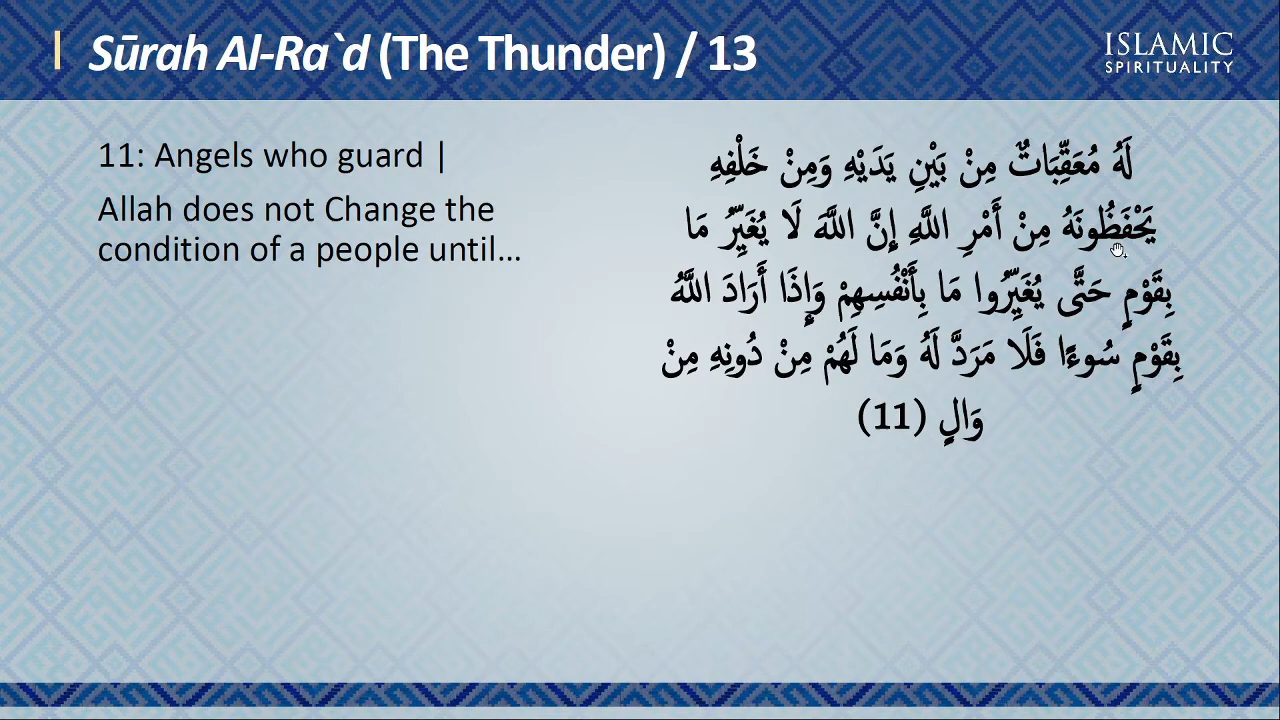 Sūrah Al-Ra`d (The Thunder) / 13
ISLAMIC
SPIRITUALITY
11: Angels who guard |
Allah does not Change the
condition of a people until...
لَهُ مُعَقِّبَاتٌ مِنْ بَيْنِ يَدَيْهِ وَمِنْ خَلْفِهِ
يَحْفَظُونَهُ مِنْ أَمْرِ اللَّهِ إِنَّ اللَّهَ لَا يُغَيِّرُ مَا
بِقَوْمٍ حَتَّى يُغَيِّرُوا مَا بِأَنْفُسِهِمْ وَإِذَا أَرَادَ اللَّهُ
بِقَوْمٍ سُوءًا فَلَا مَرَدَّ لَهُ وَمَا لَهُمْ مِنْ دُونِهِ مِنْ
وَالٍ (11)